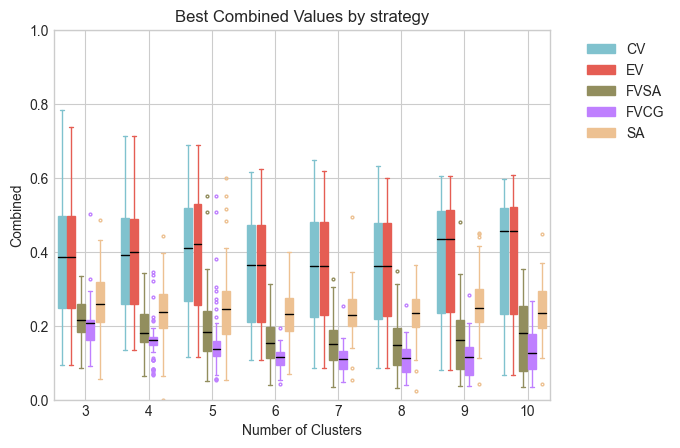 Best Combined Values by strategy
1.0
0.8
0.6
0.4
0.2
0.0
Combined
3 4 5 6 7 8 9 10
Number of Clusters
CV
EV
FVSA
FVCG
SA